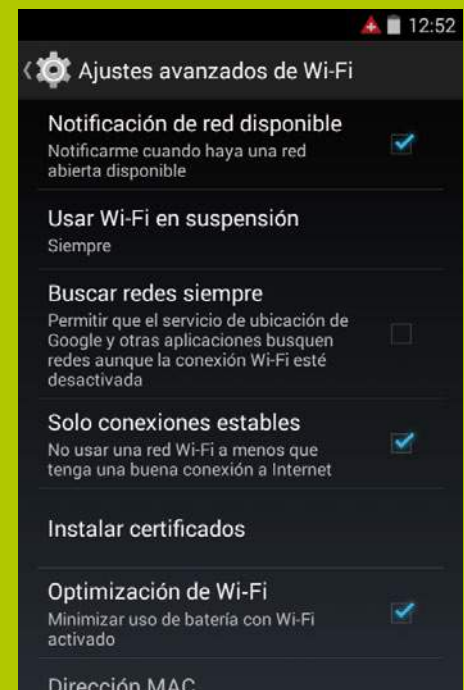 12:52
Ajustes avanzados de Wi-Fi
Notificación de red disponible
Notificarme cuando haya una red
abierta disponible
Usar Wi-Fi en suspensión
Siempre
Buscar redes siempre
Permitir que el servicio de ubicación de
Google y otras aplicaciones busquen
redes aunque la conexión Wi-Fi esté
desactivada
Solo conexiones estables
No usar una red Wi-Fi a menos que
tenga una buena conexión a Internet
Instalar certificados
Optimización de Wi-Fi
Minimizar uso de batería con Wi-Fi
activado
Dirección MAC